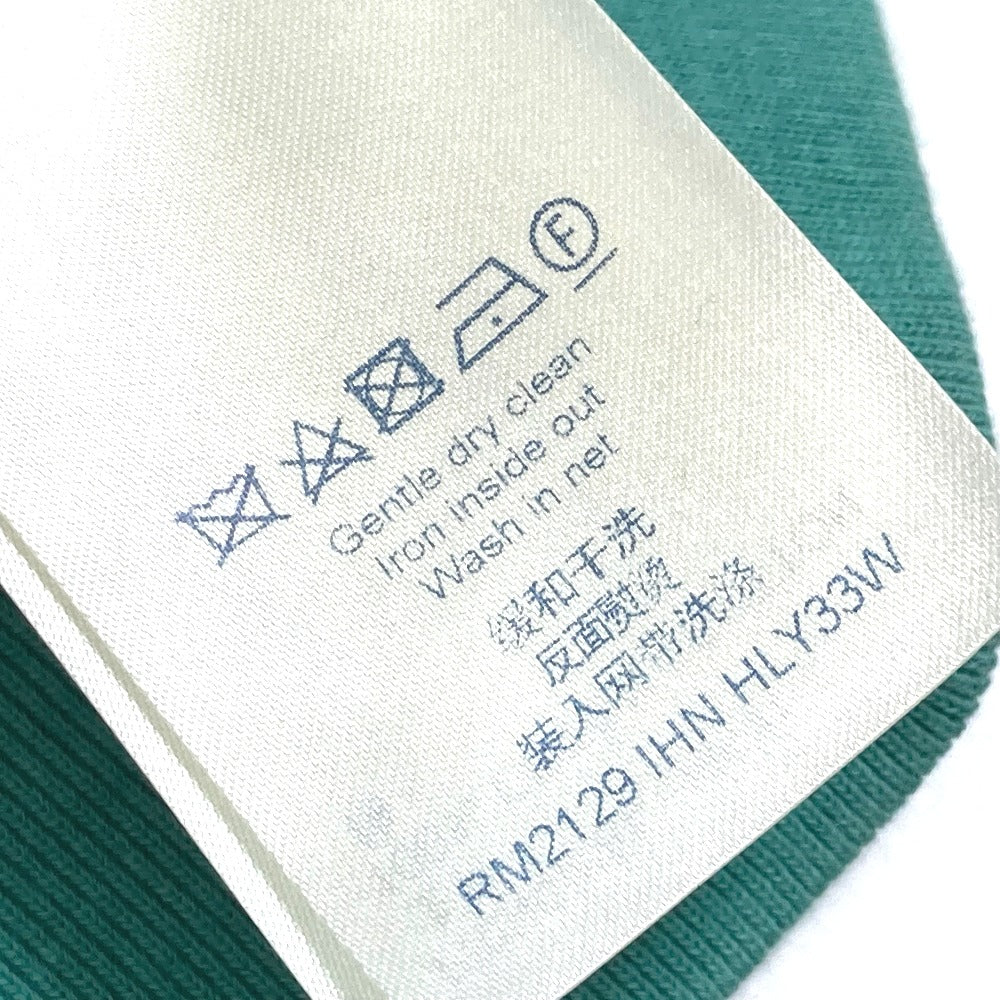 F
Gentle dry clean
Iron inside out
Wash in net
缓和干洗
反面熨烫
装入网带洗涤
RM2129 IHN HLY33W